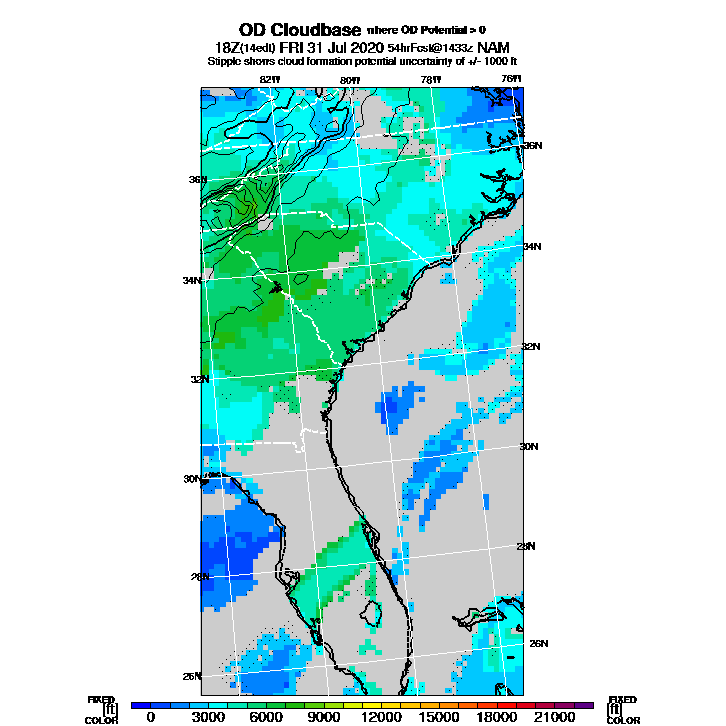 OD Cloudbase where OD Potential > 0
18Z(14edt) FRI 31 Jul 2020 54hrFcst@1433z NAM
Stipple shows cloud formation potential uncertainty of +/- 1000 ft
82W 80W 78W 76W
36N
36N
34N
34N
32N
32N
30N
30N
28N
28N
26N
26N
FIXED FIXED
[ft] 0 3000 6000 9000 12000 15000 18000 21000 [ft]
COLOR COLOR